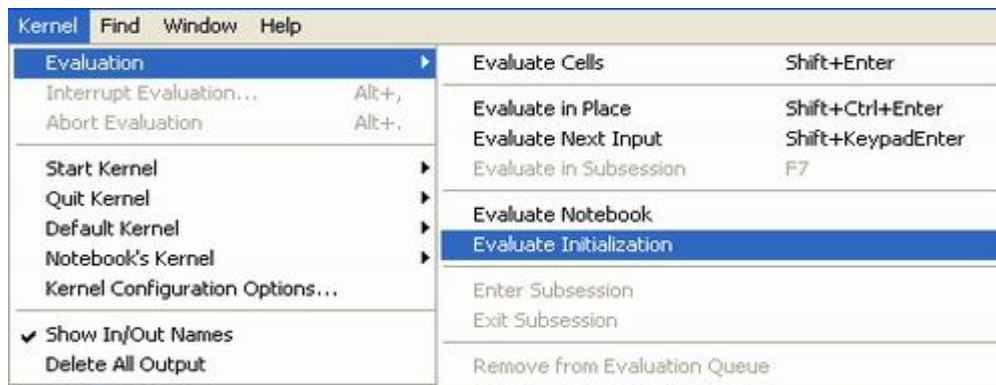 Kernel Find Window Help
Evaluation
Interrupt Evaluation... Alt+,
Abort Evaluation Alt+.
Start Kernel
Quit Kernel
Default Kernel
Notebook's Kernel
Kernel Configuration Options...
Show In/Out Names
Delete All Output
Evaluate Cells Shift+Enter
Evaluate in Place Shift+Ctrl+Enter
Evaluate Next Input Shift+KeypadEnter
Evaluate in Subsession F7
Evaluate Notebook
Evaluate Initialization
Enter Subsession
Exit Subsession
Remove from Evaluation Queue